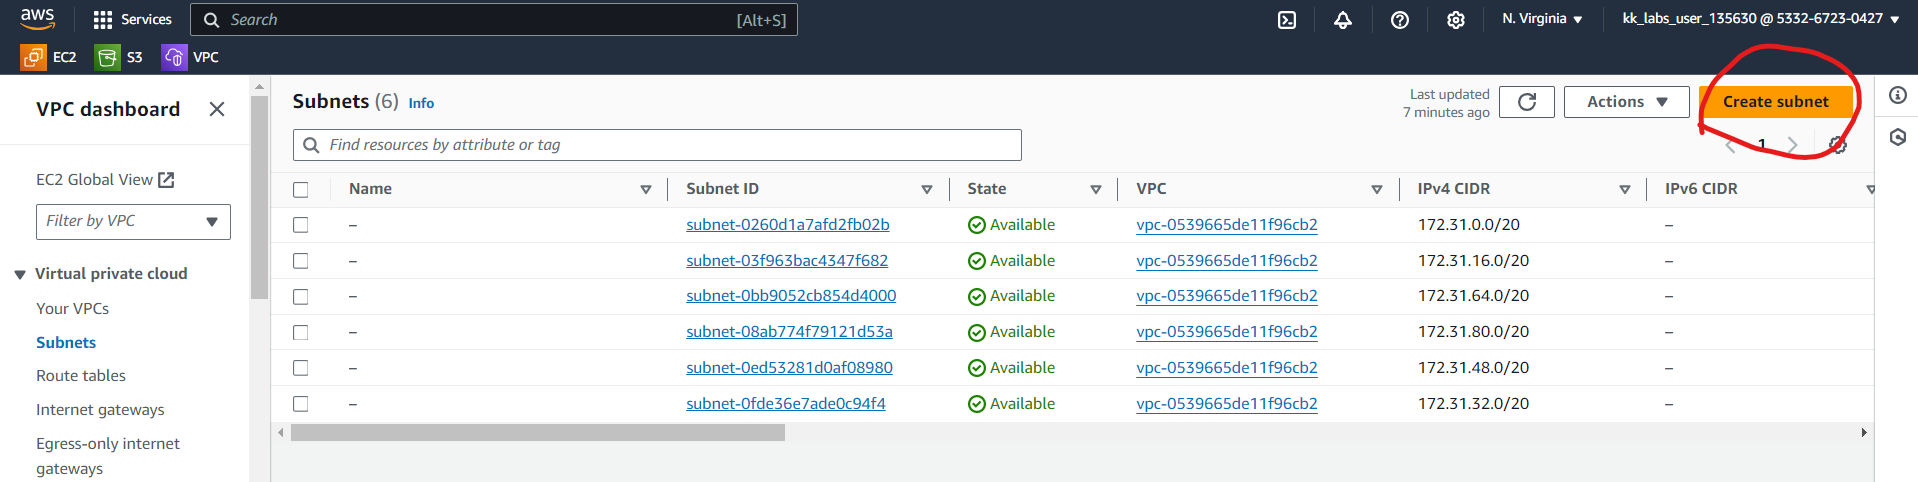 aws Services Search [Alt+S] N. Virginia kk_labs_user_135630 @ 5332-6723-0427
EC2 S3 VPC
VPC dashboard
EC2 Global View
Filter by VPC
Virtual private cloud
Your VPCs
Subnets
Route tables
Internet gateways
Egress-only internet
gateways
Subnets (6) Info
Last updated
7 minutes ago
Actions
Create subnet
Find resources by attribute or tag
1
Name Subnet ID State VPC IPv4 CIDR IPv6 CIDR
– subnet-0260d1a7afd2fb02b Available vpc-0539665de11f96cb2 172.31.0.0/20 –
– subnet-03f963bac4347f682 Available vpc-0539665de11f96cb2 172.31.16.0/20 –
– subnet-0bb9052cb854d4000 Available vpc-0539665de11f96cb2 172.31.64.0/20 –
– subnet-08ab774f79121d53a Available vpc-0539665de11f96cb2 172.31.80.0/20 –
– subnet-0ed53281d0af08980 Available vpc-0539665de11f96cb2 172.31.48.0/20 –
– subnet-0fde36e7ade0c94f4 Available vpc-0539665de11f96cb2 172.31.32.0/20 –